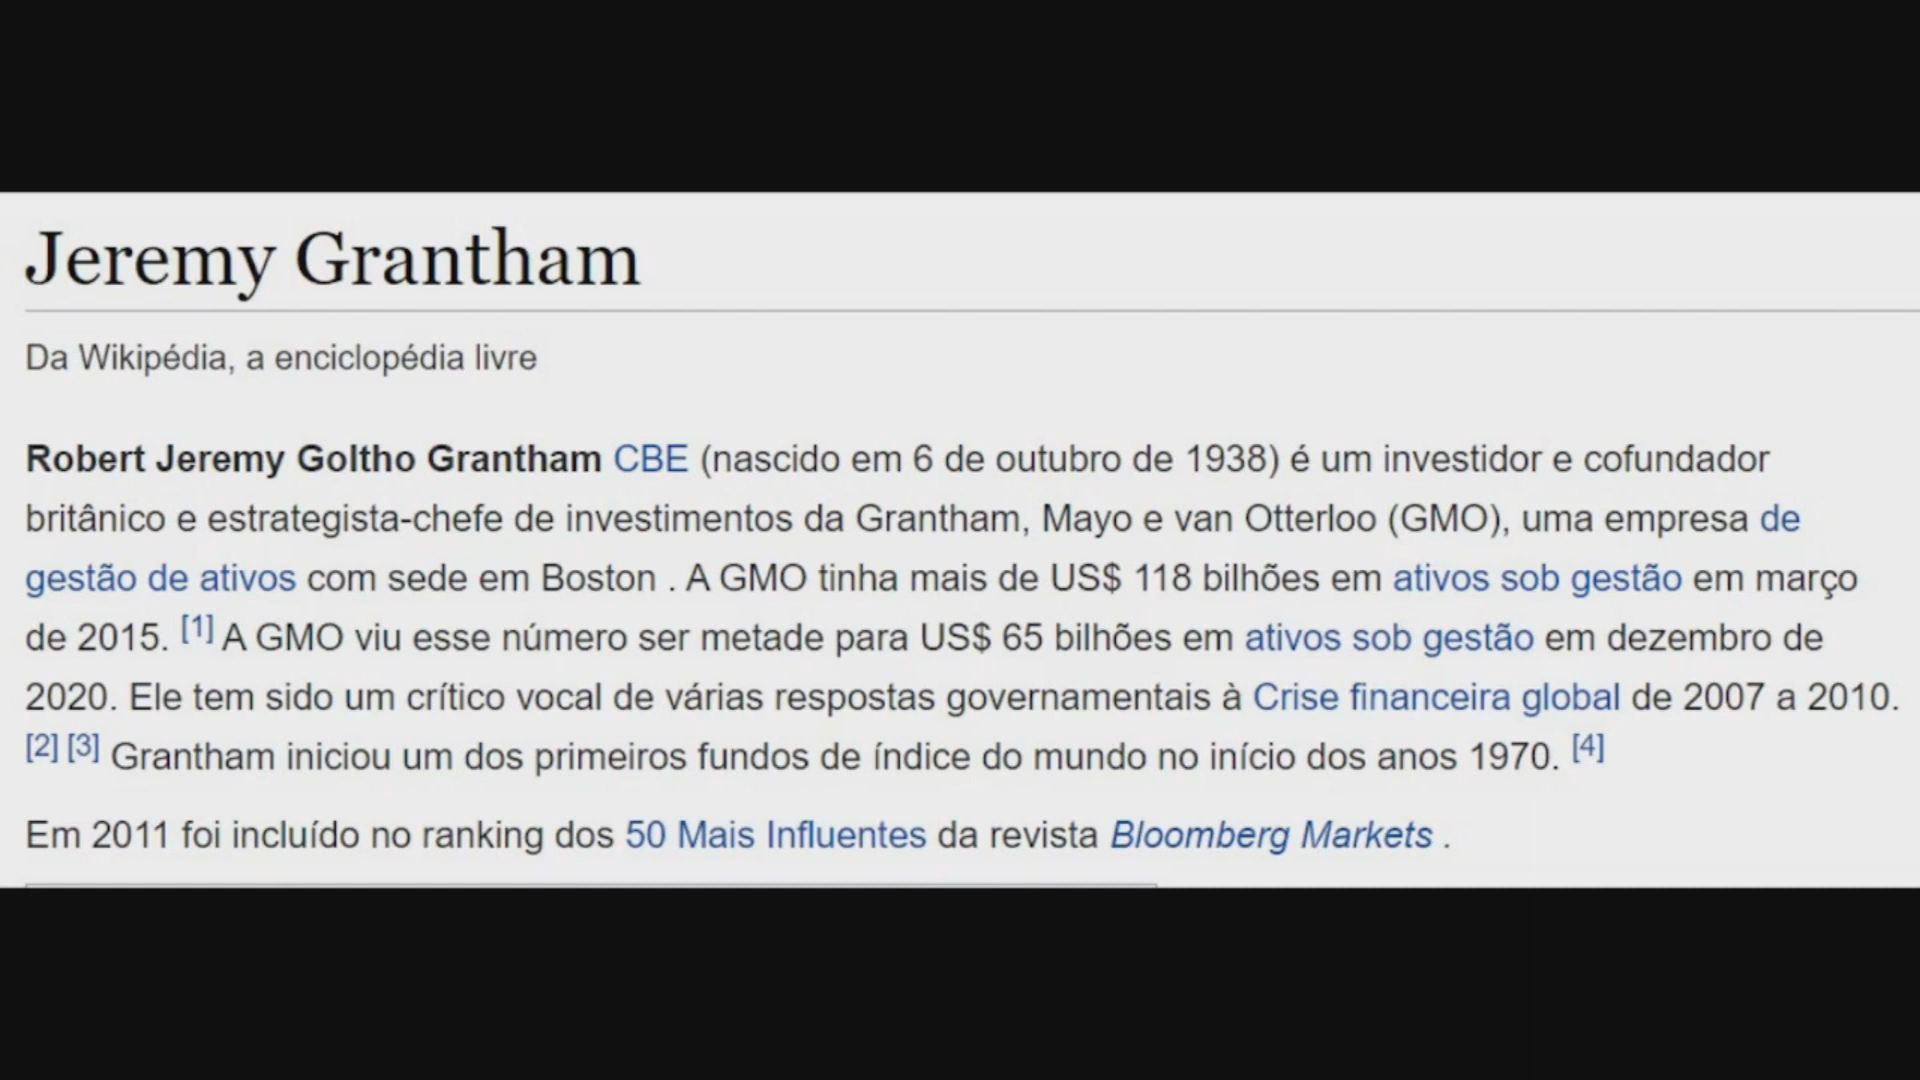 Jeremy Grantham
Da Wikipédia, a enciclopédia livre
Robert Jeremy Goltho Grantham CBE (nascido em 6 de outubro de 1938) é um investidor e cofundador
britânico e estrategista-chefe de investimentos da Grantham, Mayo e van Otterloo (GMO), uma empresa de
gestão de ativos com sede em Boston . A GMO tinha mais de US$ 118 bilhões em ativos sob gestão em março
de 2015. [1] A GMO viu esse número ser metade para US$ 65 bilhões em ativos sob gestão em dezembro de
2020. Ele tem sido um crítico vocal de várias respostas governamentais à Crise financeira global de 2007 a 2010.
[2] [3] Grantham iniciou um dos primeiros fundos de índice do mundo no início dos anos 1970. [4]
Em 2011 foi incluído no ranking dos 50 Mais Influentes da revista Bloomberg Markets .